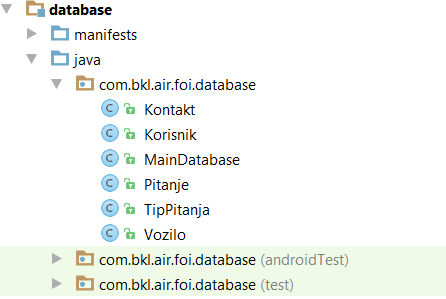 database
manifests
java
com.bkl.air.foi.database
Kontakt
Korisnik
MainDatabase
Pitanje
TipPitanja
Vozilo
com.bkl.air.foi.database (androidTest)
com.bkl.air.foi.database (test)